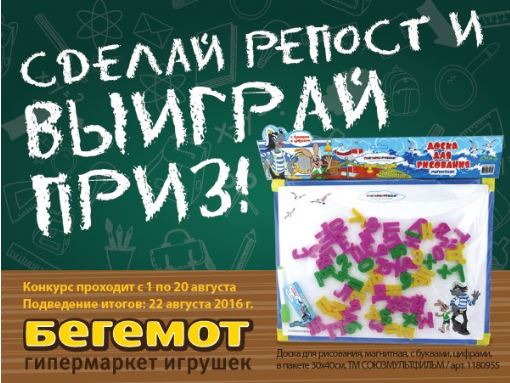 СДЕЛАЙ РЕПОСТ И
ВЫИГРАЙ
ПРИЗ!
ДОСКА ДЛЯ
РИСОВАНИЯ
МАГНИТНАЯ
Конкурс проходит с 1 по 20 августа
Подведение итогов: 22 августа 2016 г.
Бегемот
гипермаркет игрушек
Доска для рисования, магнитная, с буквами, цифрами,
в пакете 30х40см, ТМ СОЮЗМУЛЬТФИЛЬМ / арт. 1180955